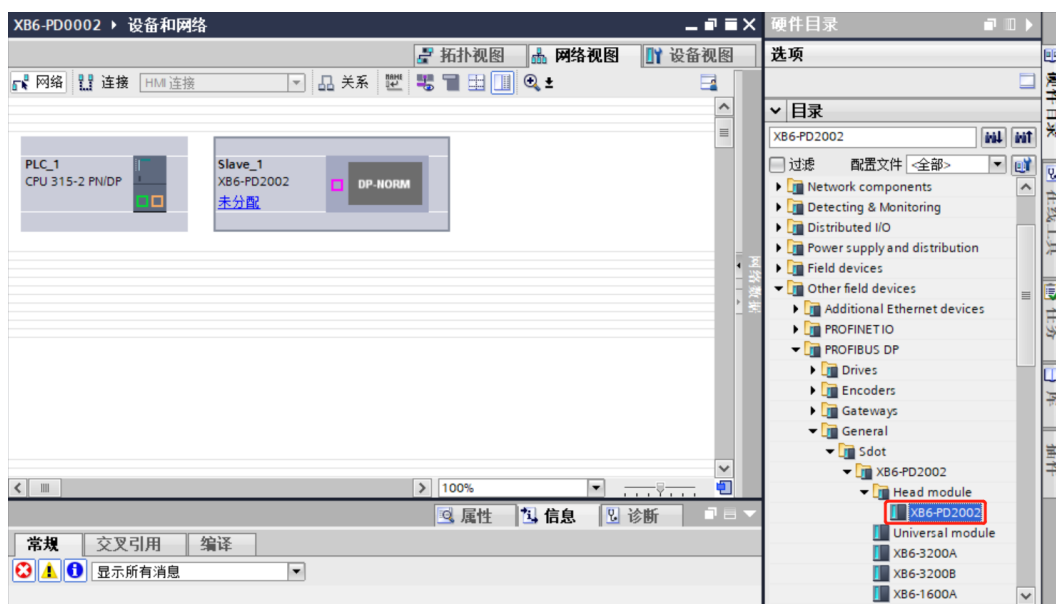 XB6-PD0002 ▸ 设备和网络
拓扑视图 网络视图 设备视图
网络 连接 HMI 连接 关系
PLC_1
CPU 315-2 PN/DP
Slave_1
XB6-PD2002
未分配
DP-NORM
网络数据
100%
属性 信息 诊断
常规 交叉引用 编译
显示所有消息
硬件目录
选项
目录
XB6-PD2002
过滤 配置文件 <全部>
Network components
Detecting & Monitoring
Distributed I/O
Power supply and distribution
Field devices
Other field devices
Additional Ethernet devices
PROFINET IO
PROFIBUS DP
Drives
Encoders
Gateways
General
Sdot
XB6-PD2002
Head module
XB6-PD2002
Universal module
XB6-3200A
XB6-3200B
XB6-1600A